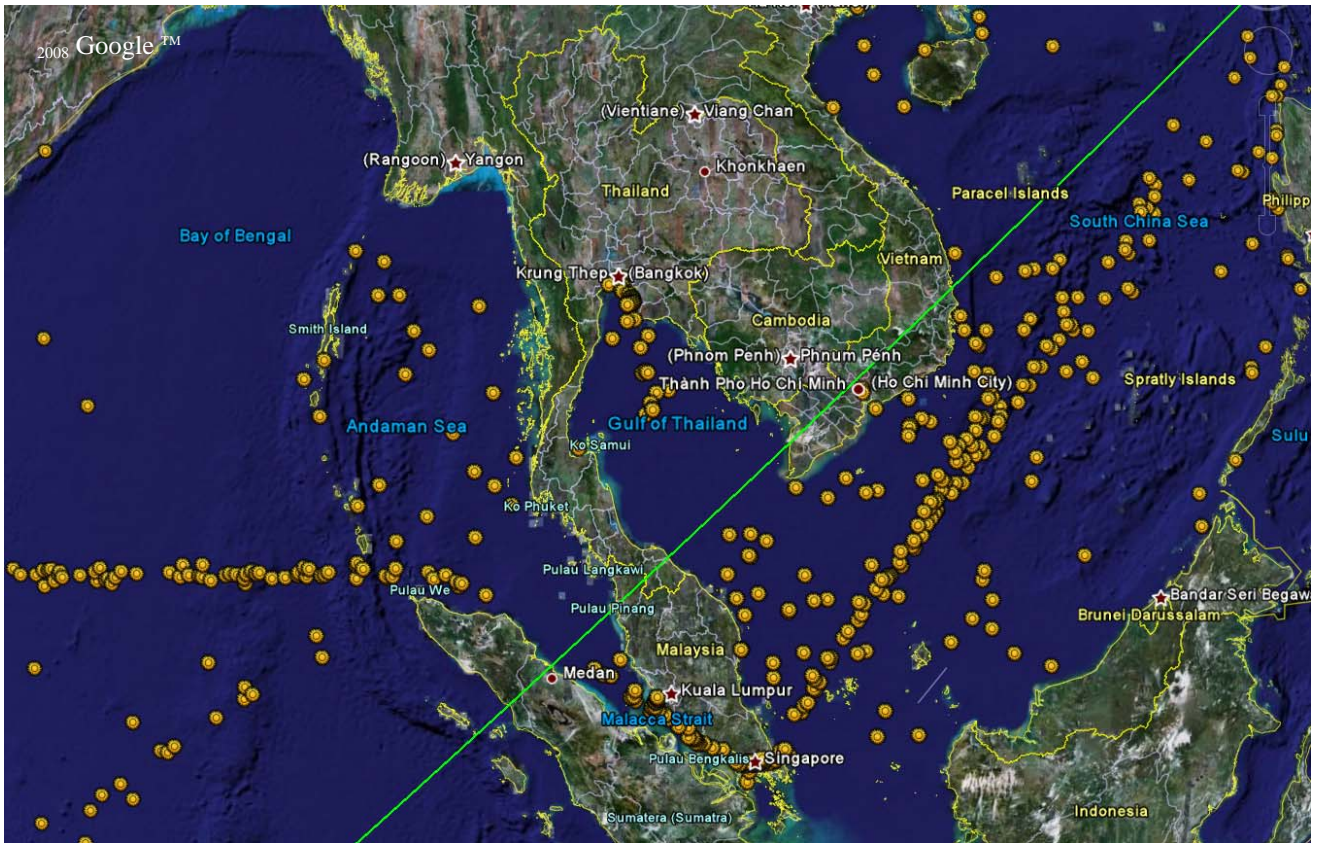 2008 Google ™
(Vientiane) Viang Chan
(Rangoon) Yangon
Khonkhaen
Thailand
Paracel Islands
Philipp
South China Sea
Bay of Bengal
Vietnam
Krung Thep (Bangkok)
Smith Island
Cambodia
(Phnom Penh) Phnum Pénh
Spratly Islands
Thành Phò Ho Chí Minh (Ho Chi Minh City)
Andaman Sea
Gulf of Thailand
Sulu
Ko Samui
Ko Phuket
Pulau Langkawi
Pulau We
Bandar Seri Begaw
Pulau Pinang
Brunei Darussalam
Malaysia
Medan
Kuala Lumpur
Malacca Strait
Pulau Bengkalis
Singapore
Indonesia
Sumatera (Sumatra)